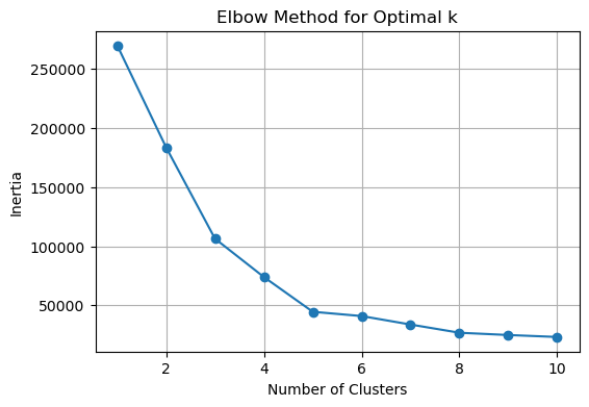 Elbow Method for Optimal k
250000
200000
150000
100000
50000
Inertia
2 4 6 8 10
Number of Clusters